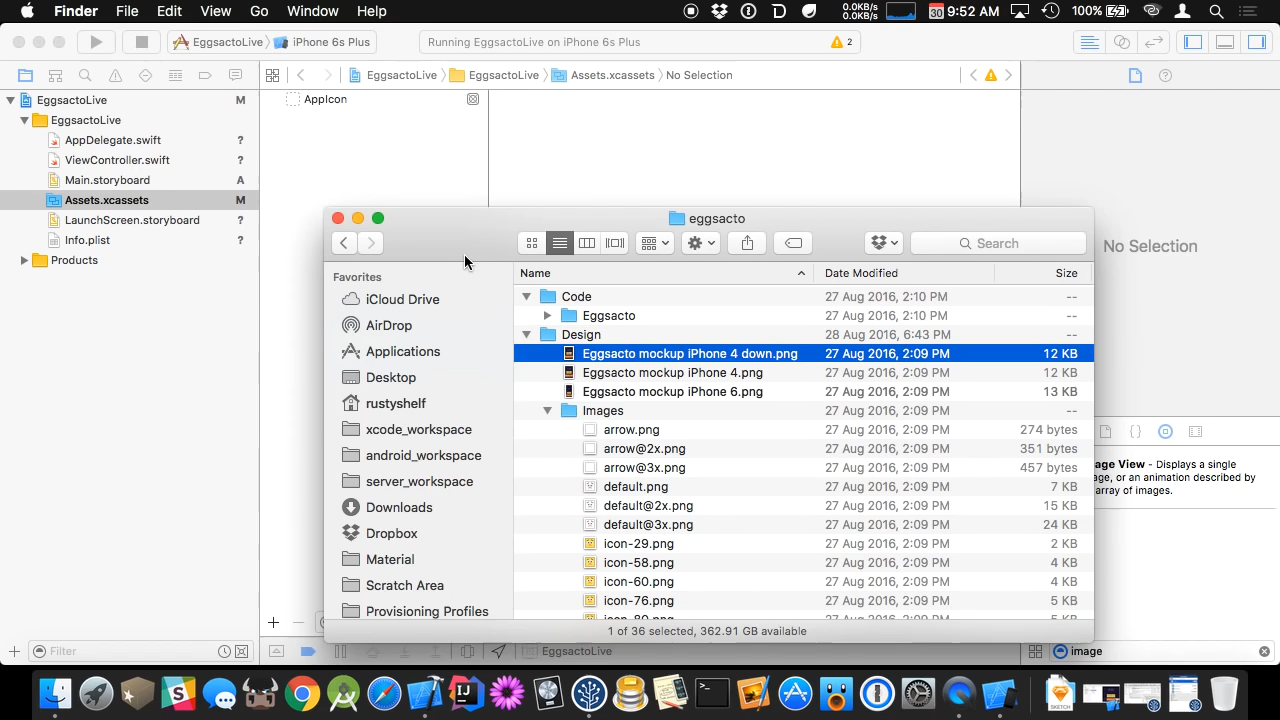 Finder File Edit View Go Window Help 0.0KB/s 0.0KB/s 30 9:52 AM 100%
EggsactoLive iPhone 6s Plus Running EggsactoLive on iPhone 6s Plus 2
EggsactoLive EggsactoLive Assets.xcassets No Selection
EggsactoLive M
EggsactoLive
AppDelegate.swift ?
ViewController.swift ?
Main.storyboard A
Assets.xcassets M
LaunchScreen.storyboard ?
Info.plist ?
Products
AppIcon
No Selection
eggsacto
Search
Favorites
iCloud Drive
AirDrop
Applications
Desktop
rustyshelf
xcode_workspace
android_workspace
server_workspace
Downloads
Dropbox
Material
Scratch Area
Provisioning Profiles
Name Date Modified Size
Code 27 Aug 2016, 2:10 PM --
Eggsacto 27 Aug 2016, 2:10 PM --
Design 28 Aug 2016, 6:43 PM --
Eggsacto mockup iPhone 4 down.png 27 Aug 2016, 2:09 PM 12 KB
Eggsacto mockup iPhone 4.png 27 Aug 2016, 2:09 PM 12 KB
Eggsacto mockup iPhone 6.png 27 Aug 2016, 2:09 PM 13 KB
Images 27 Aug 2016, 2:09 PM --
arrow.png 27 Aug 2016, 2:09 PM 274 bytes
arrow@2x.png 27 Aug 2016, 2:09 PM 351 bytes
arrow@3x.png 27 Aug 2016, 2:09 PM 457 bytes
default.png 27 Aug 2016, 2:09 PM 7 KB
default@2x.png 27 Aug 2016, 2:09 PM 15 KB
default@3x.png 27 Aug 2016, 2:09 PM 24 KB
icon-29.png 27 Aug 2016, 2:09 PM 2 KB
icon-58.png 27 Aug 2016, 2:09 PM 4 KB
icon-60.png 27 Aug 2016, 2:09 PM 4 KB
icon-76.png 27 Aug 2016, 2:09 PM 5 KB
1 of 36 selected, 362.91 GB available
age View - Displays a single
age, or an animation described by
array of images.
Filter
EggsactoLive
image
SKETCH